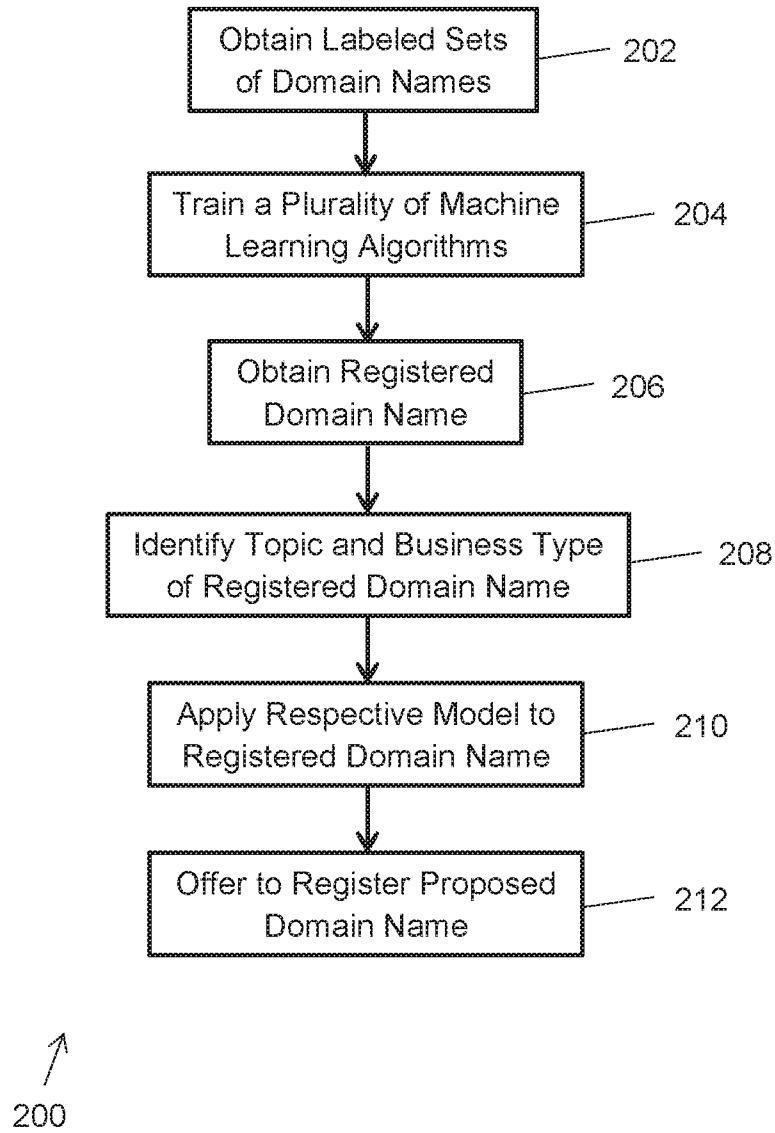 Obtain Labeled Sets
of Domain Names
202
Train a Plurality of Machine
Learning Algorithms
204
Obtain Registered
Domain Name
206
Identify Topic and Business Type
of Registered Domain Name
208
Apply Respective Model to
Registered Domain Name
210
Offer to Register Proposed
Domain Name
212
200